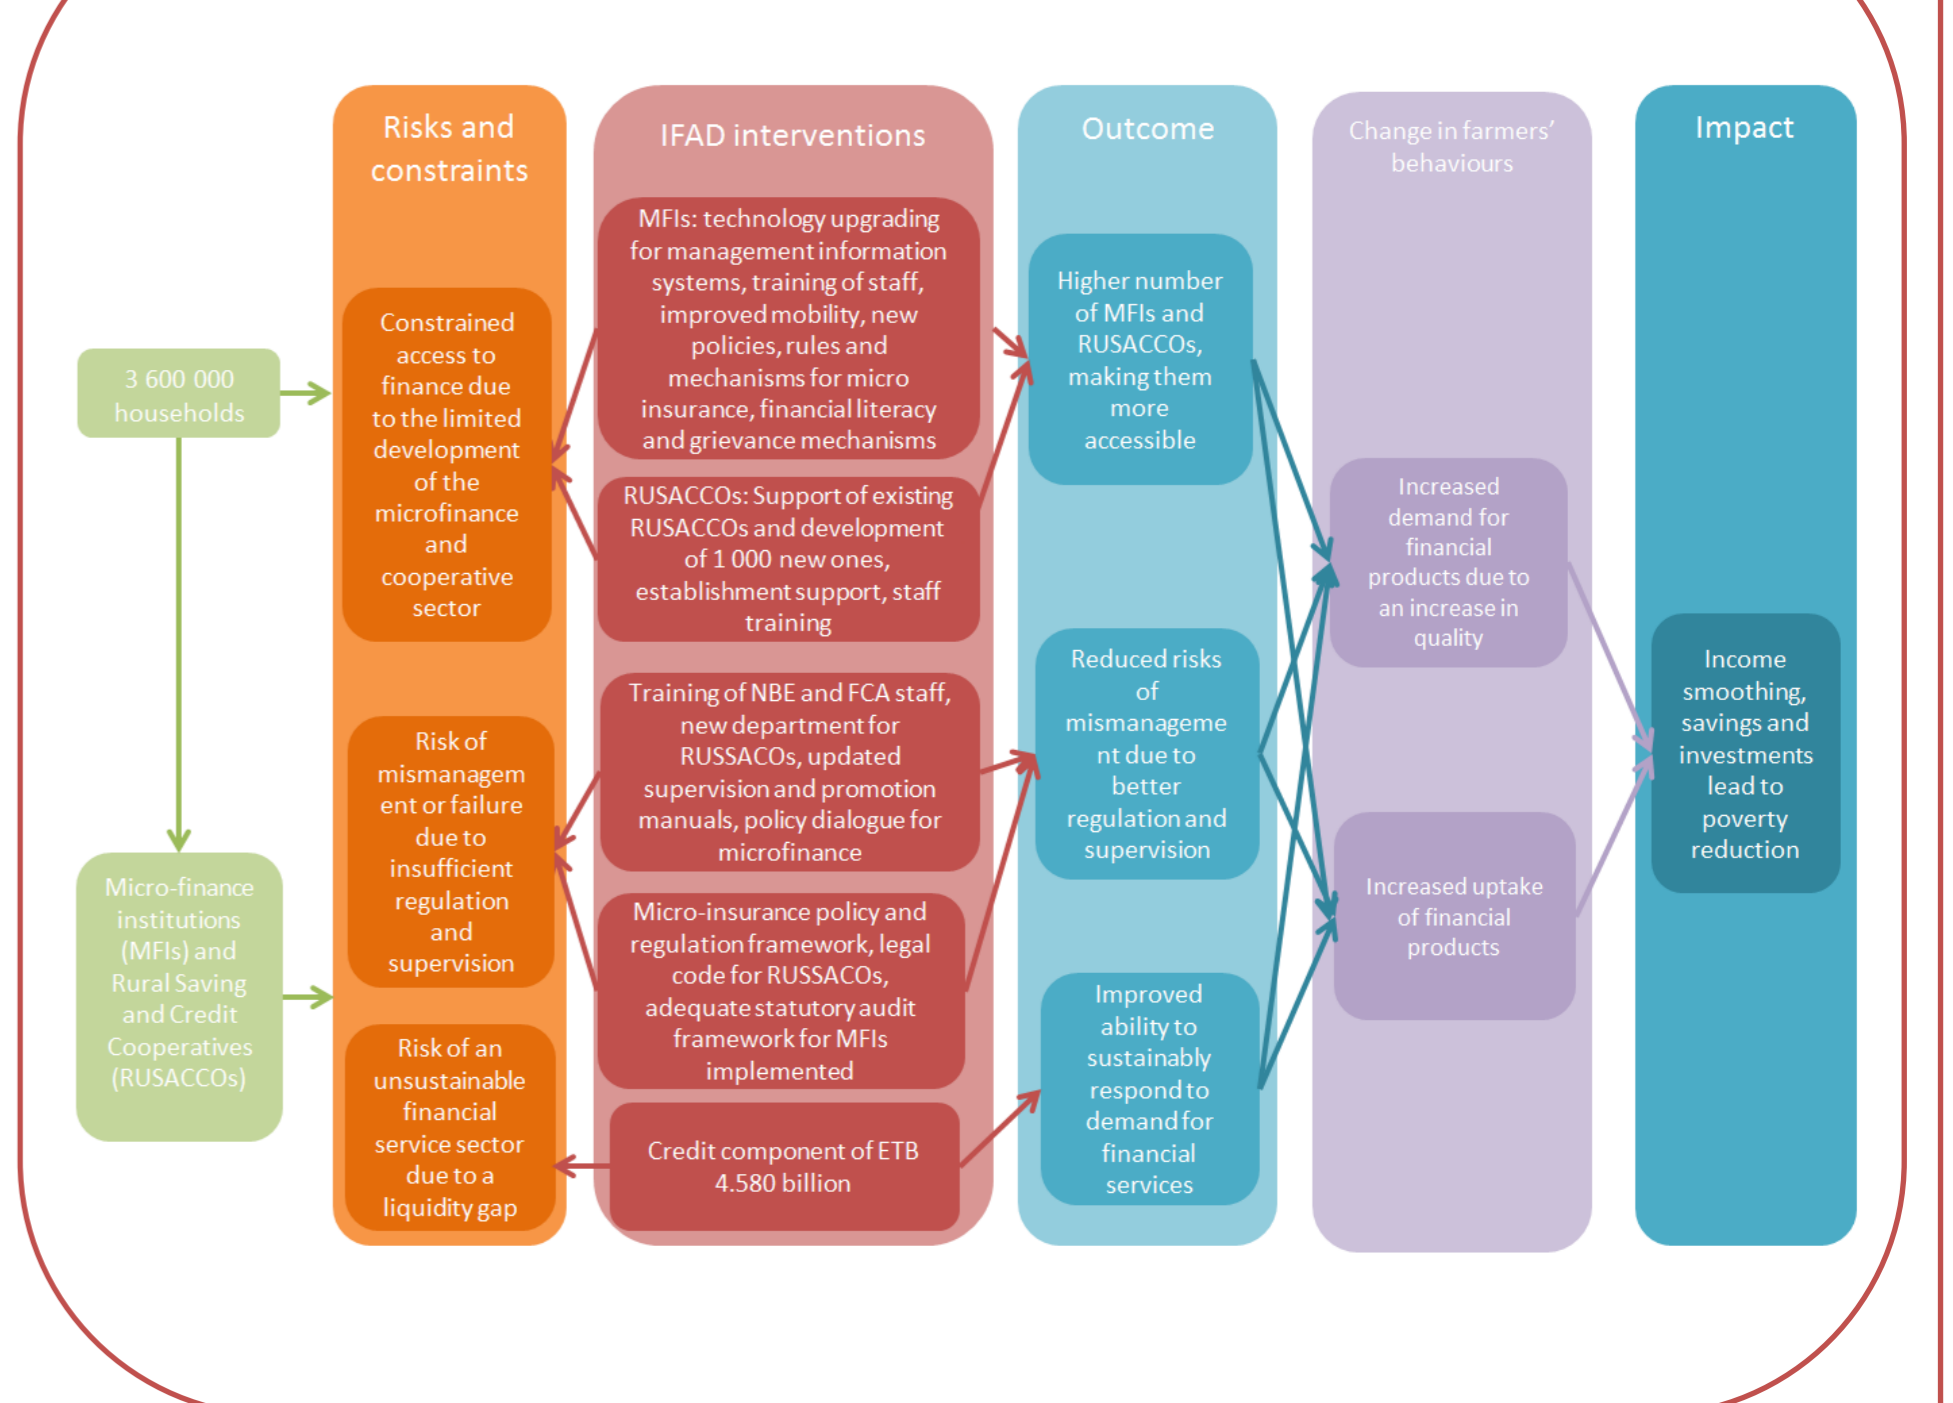 3 600 000
households
Micro-finance
institutions
(MFIs) and
Rural Saving
and Credit
Cooperatives
(RUSACCOs)
Risks and
constraints
Constrained
access to
finance due
to the limited
development
of the
microfinance
and
cooperative
sector
Risk of
mismanagem
ent or failure
due to
insufficient
regulation
and
supervision
Risk of an
unsustainable
financial
service sector
due to a
liquidity gap
IFAD interventions
MFIs: technology upgrading
for management information
systems, training of staff,
improved mobility, new
policies, rules and
mechanisms for micro
insurance, financial literacy
and grievance mechanisms
RUSACCOs: Support of existing
RUSACCOs and development
of 1 000 new ones,
establishment support, staff
training
Training of NBE and FCA staff,
new department for
RUSSACOs, updated
supervision and promotion
manuals, policy dialogue for
microfinance
Micro-insurance policy and
regulation framework, legal
code for RUSSACOs,
adequate statutory audit
framework for MFIs
implemented
Credit component of ETB
4.580 billion
Outcome
Higher number
of MFIs and
RUSACCOs,
making them
more
accessible
Reduced risks
of
mismanageme
nt due to
better
regulation and
supervision
Improved
ability to
sustainably
respond to
demand for
financial
services
Change in farmers'
behaviours
Increased
demand for
financial
products due to
an increase in
quality
Increased uptake
of financial
products
Impact
Income
smoothing,
savings and
investments
lead to
poverty
reduction